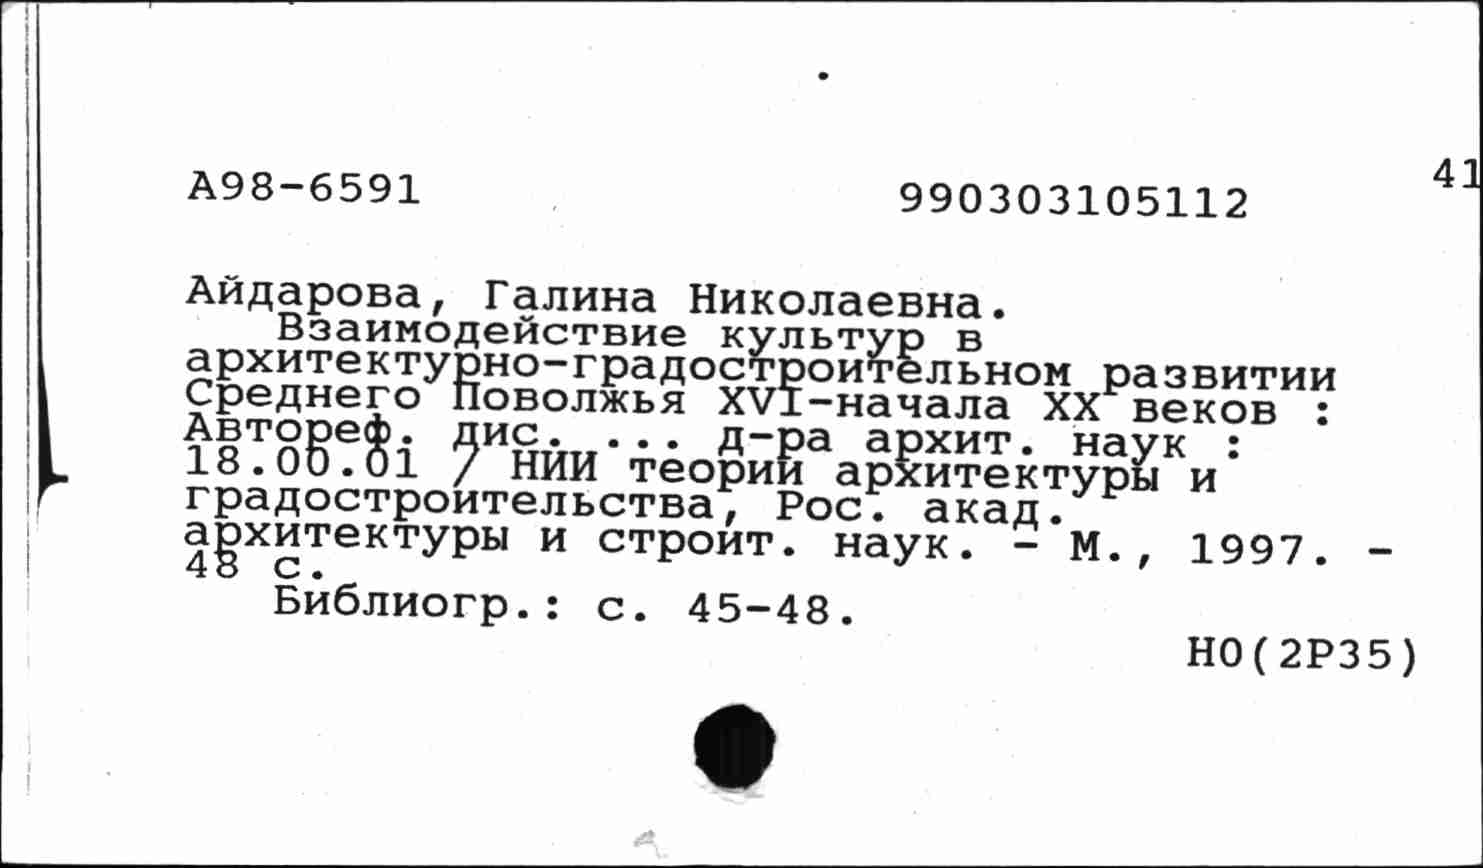 41
А98-6591 990303105112
Айдарова, Галина Николаевна.
Взаимодействие культур в
архитектурно-градостроительном развитии
Среднего Поволжья XVI-начала XX веков :
Автореф. дис. ... д-ра архит. наук :
18.00.01 / НИИ теории архитектуры и
градостроительства, Рос. акад.
архитектуры и строит. наук. - М., 1997. -
48 с.
Библиогр.: с. 45-48.
Н0(2Р35)